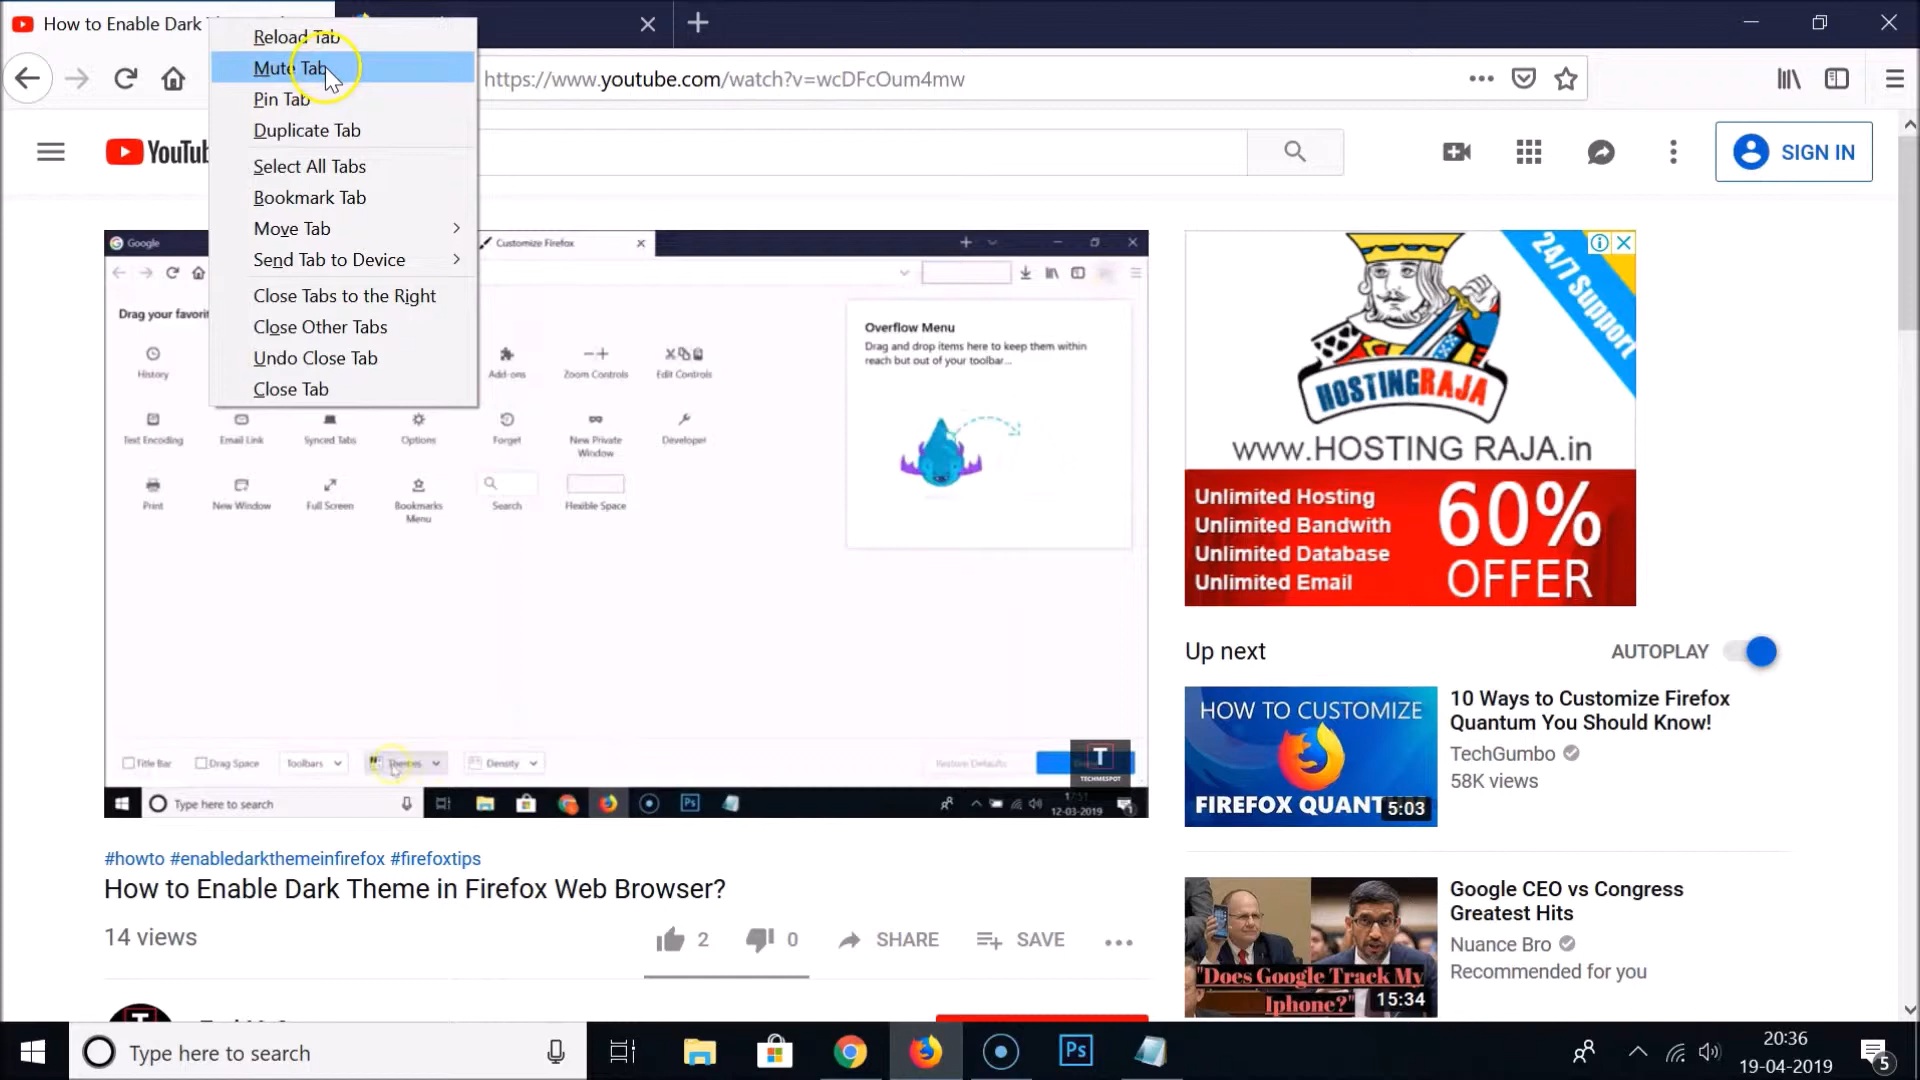 How to Enable Dark
Reload Tab
Mute Tab
Pin Tab
Duplicate Tab
Select All Tabs
Bookmark Tab
Move Tab
Send Tab to Device
Close Tabs to the Right
Close Other Tabs
Undo Close Tab
Close Tab
https://www.youtube.com/watch?v=wcDFcOum4mw
SIGN IN
Google
Customize Firefox
Drag your favori
Overflow Menu
Drag and drop items here to keep them within
reach but out of your toolbar...
History
Add-ons
Zoom Controls
Edit Controls
Text Encoding
Email Link
Synced Tabs
Options
Forget
New Private
Window
Developer
Print
New Window
Full Screen
Bookmarks
Menu
Search
Flexible Space
Title Bar
Drag Space
Toolbars
Themes
Density
Restore Defaults
T
TECHMESPOT
Type here to search
Ps
12-03-2019
24/7 Support
HOSTINGRAJA
www.HOSTING RAJA.in
Unlimited Hosting
Unlimited Bandwith
Unlimited Database
Unlimited Email
60%
OFFER
Up next
AUTOPLAY
HOW TO CUSTOMIZE
FIREFOX QUANT
5:03
10 Ways to Customize Firefox
Quantum You Should Know!
TechGumbo
58K views
"Does Google Track My
Iphone?"
15:34
Google CEO vs Congress
Greatest Hits
Nuance Bro
Recommended for you
#howto #enabledarkthemeinfirefox #firefoxtips
How to Enable Dark Theme in Firefox Web Browser?
14 views
2
0
SHARE
SAVE
Type here to search
Ps
20:36
19-04-2019
5